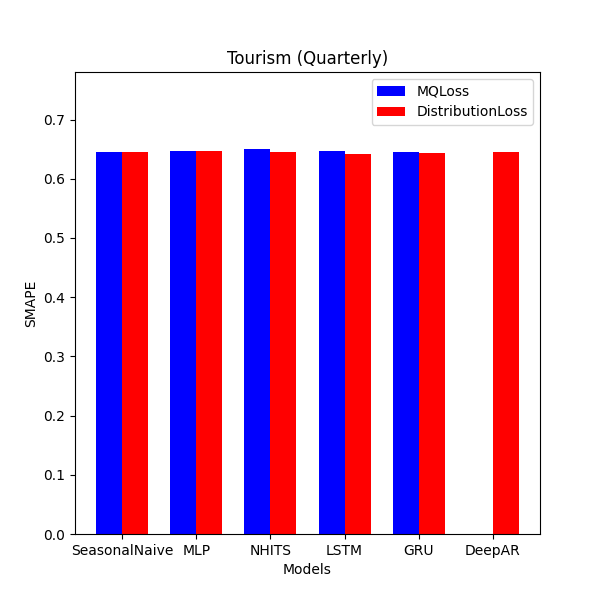 Tourism (Quarterly)
MQLoss
DistributionLoss
0.7
0.6
0.5
0.4
0.3
0.2
0.1
0.0
SMAPE
SeasonalNaive MLP NHITS LSTM GRU DeepAR
Models